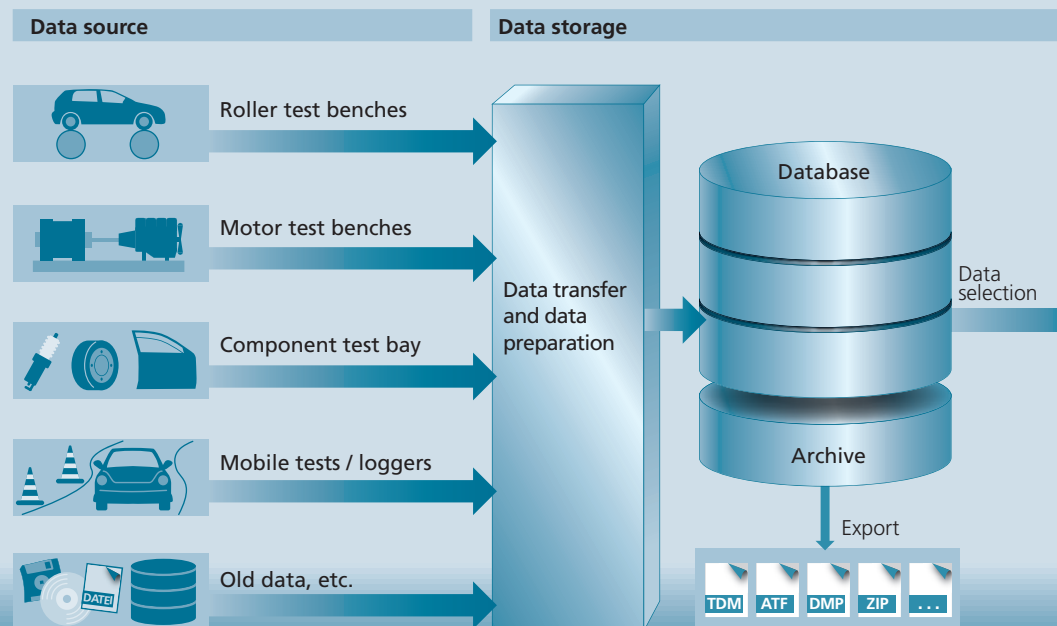 Data source
Data storage
Roller test benches
Motor test benches
Component test bay
Mobile tests / loggers
Old data, etc.
DATEI
Data transfer
and data
preparation
Database
Archive
Data
selection
Export
TDM
ATF
DMP
ZIP
...